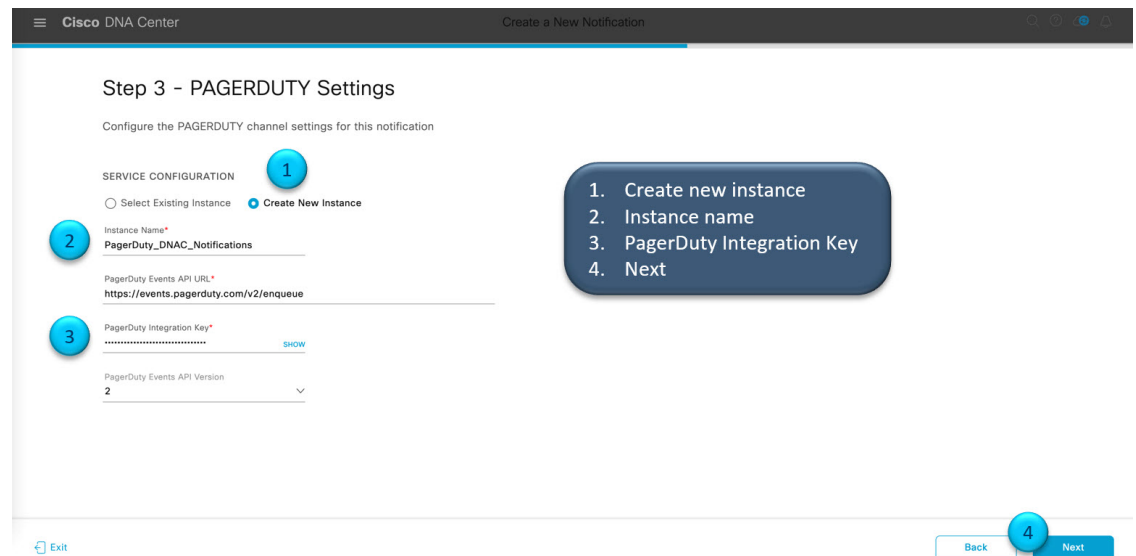 Cisco DNA Center
Create a New Notification
Step 3 - PAGERDUTY Settings
Configure the PAGERDUTY channel settings for this notification
1
SERVICE CONFIGURATION
Select Existing Instance
Create New Instance
2
Instance Name*
PagerDuty_DNAC_Notifications
PagerDuty Events API URL*
https://events.pagerduty.com/v2/enqueue
3
PagerDuty Integration Key*
································
SHOW
PagerDuty Events API Version
2
1. Create new instance
2. Instance name
3. PagerDuty Integration Key
4. Next
Exit
Back
4
Next